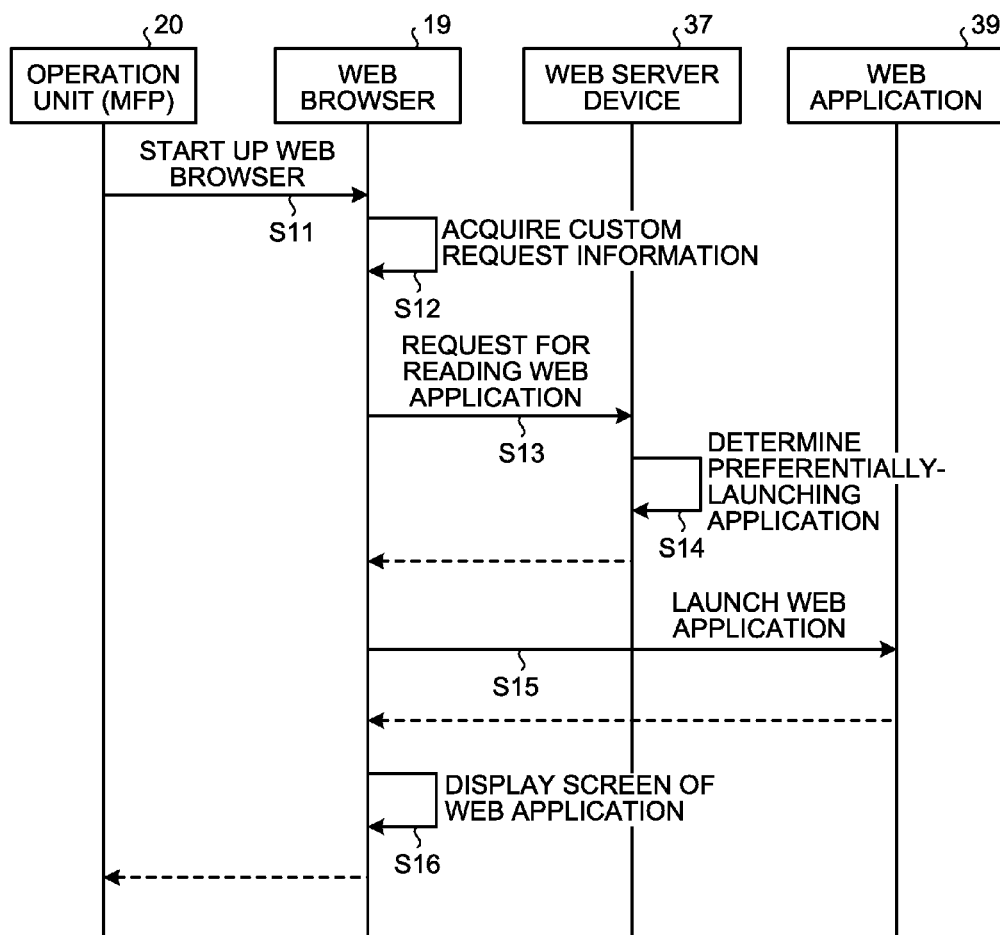 20
19
37
39
OPERATION
UNIT (MFP)
WEB
BROWSER
WEB SERVER
DEVICE
WEB
APPLICATION
START UP WEB
BROWSER
S11
ACQUIRE CUSTOM
REQUEST INFORMATION
S12
REQUEST FOR
READING WEB
APPLICATION
S13
DETERMINE
PREFERENTIALLY-
LAUNCHING
APPLICATION
S14
LAUNCH WEB
APPLICATION
S15
DISPLAY SCREEN OF
WEB APPLICATION
S16